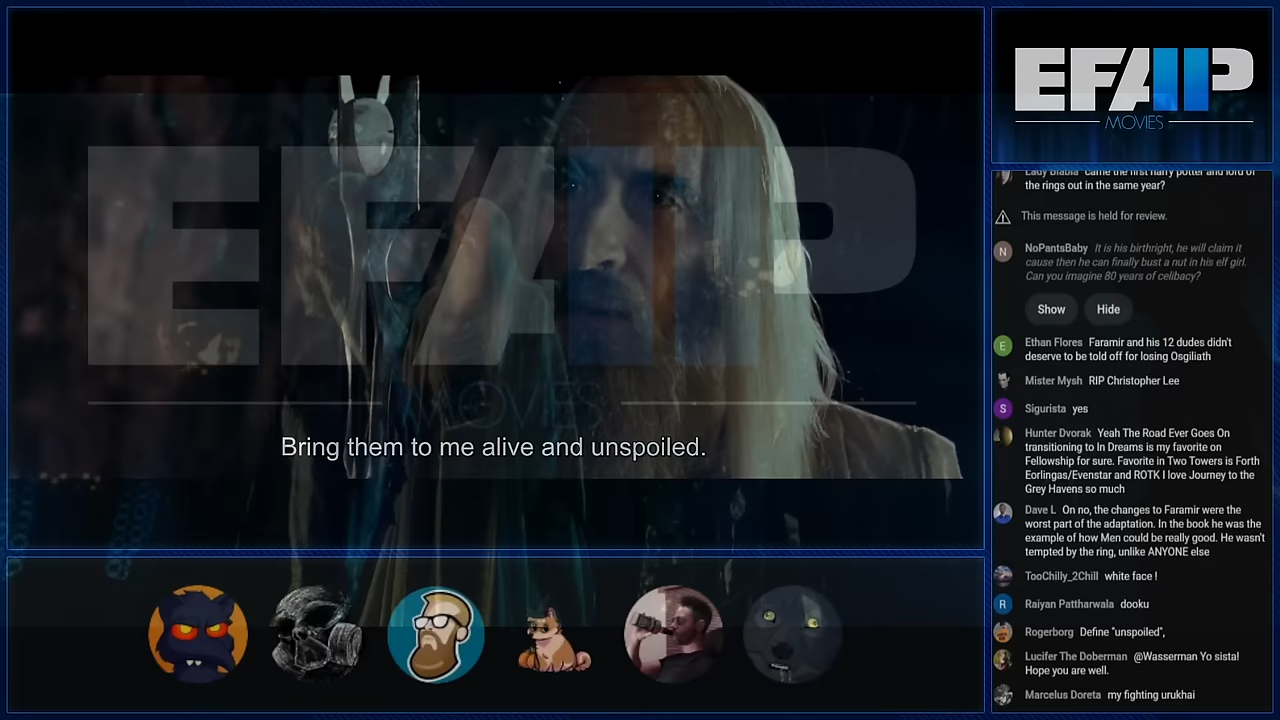 EFAP
MOVIES
Bring them to me alive and unspoiled.
EFAP
MOVIES
Lady Blabla came the first harry potter and lord of
the rings out in the same year?
This message is held for review.
N
NoPantsBaby It is his birthright, he will claim it
cause then he can finally bust a nut in his elf girl.
Can you imagine 80 years of celibacy?
Show Hide
E
Ethan Flores Faramir and his 12 dudes didn't
deserve to be told off for losing Osgiliath
Mister Mysh RIP Christopher Lee
S
Sigurista yes
Hunter Dvorak Yeah The Road Ever Goes On
transitioning to In Dreams is my favorite on
Fellowship for sure. Favorite in Two Towers is Forth
Eorlingas/Evenstar and ROTK I love Journey to the
Grey Havens so much
Dave L On no, the changes to Faramir were the
worst part of the adaptation. In the book he was the
example of how Men could be really good. He wasn't
tempted by the ring, unlike ANYONE else
TooChilly_2Chill white face !
R
Raiyan Pattharwala dooku
Rogerborg Define "unspoiled",
Lucifer The Doberman @Wasserman Yo sista!
Hope you are well.
Marcelus Doreta my fighting urukhai